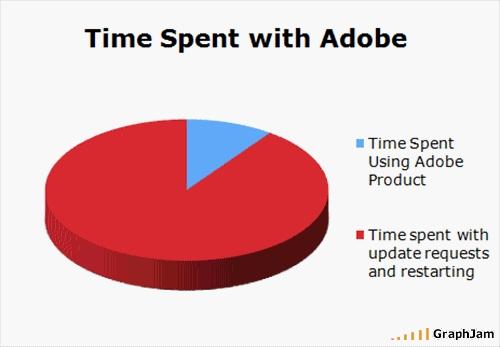 Time Spent with Adobe
Time Spent
Using Adobe
Product
Time spent with
update requests
and restarting
GraphJam